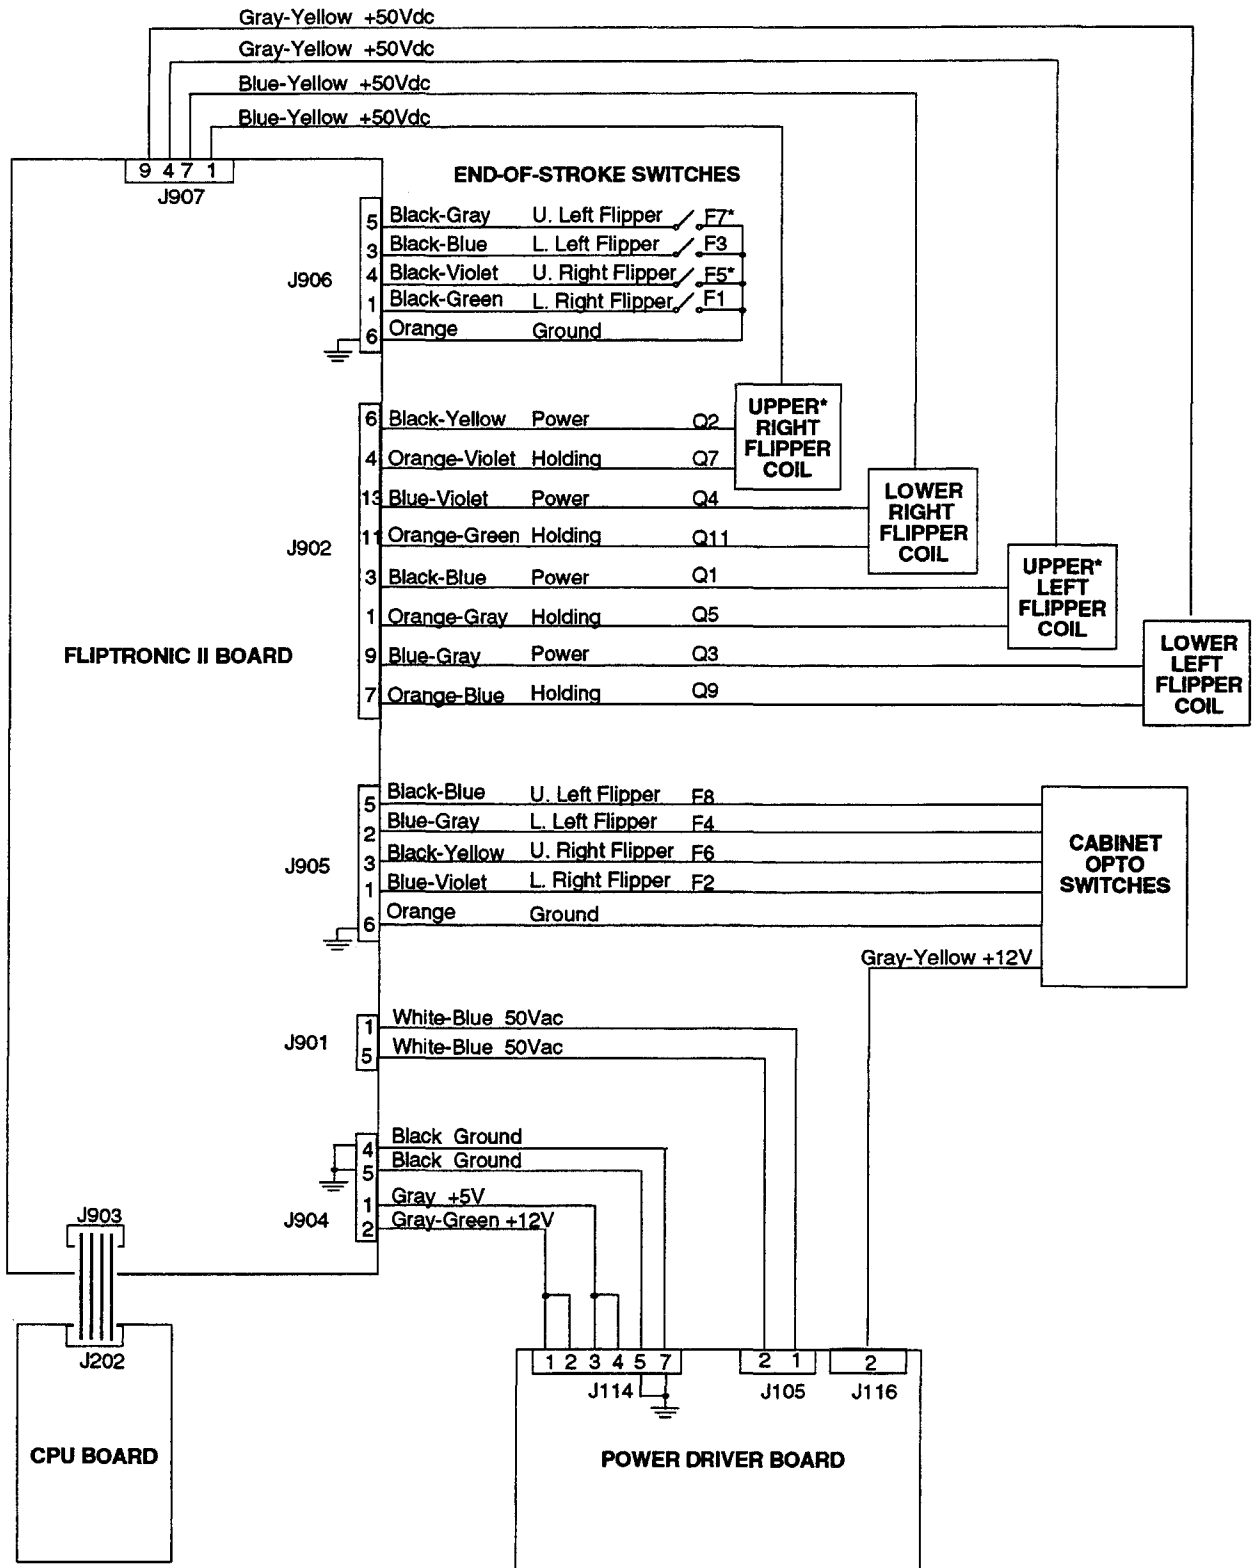 Gray-Yellow +50Vdc
Gray-Yellow +50Vdc
Blue-Yellow +50Vdc
Blue-Yellow +50Vdc
9 4 7 1
J907
END-OF-STROKE SWITCHES
J906
5 Black-Gray U. Left Flipper F7*
3 Black-Blue L. Left Flipper F3
4 Black-Violet U. Right Flipper F5*
1 Black-Green L. Right Flipper F1
6 Orange Ground
J902
6 Black-Yellow Power Q2
4 Orange-Violet Holding Q7
13 Blue-Violet Power Q4
11 Orange-Green Holding Q11
3 Black-Blue Power Q1
1 Orange-Gray Holding Q5
9 Blue-Gray Power Q3
7 Orange-Blue Holding Q9
UPPER*
RIGHT
FLIPPER
COIL
LOWER
RIGHT
FLIPPER
COIL
UPPER*
LEFT
FLIPPER
COIL
LOWER
LEFT
FLIPPER
COIL
FLIPTRONIC II BOARD
J905
5 Black-Blue U. Left Flipper F8
2 Blue-Gray L. Left Flipper F4
3 Black-Yellow U. Right Flipper F6
1 Blue-Violet L. Right Flipper F2
6 Orange Ground
CABINET
OPTO
SWITCHES
Gray-Yellow +12V
J901
1 White-Blue 50Vac
5 White-Blue 50Vac
J904
4 Black Ground
5 Black Ground
1 Gray +5V
2 Gray-Green +12V
J903
J202
CPU BOARD
1 2 3 4 5 7
J114
2 1
J105
2
J116
POWER DRIVER BOARD